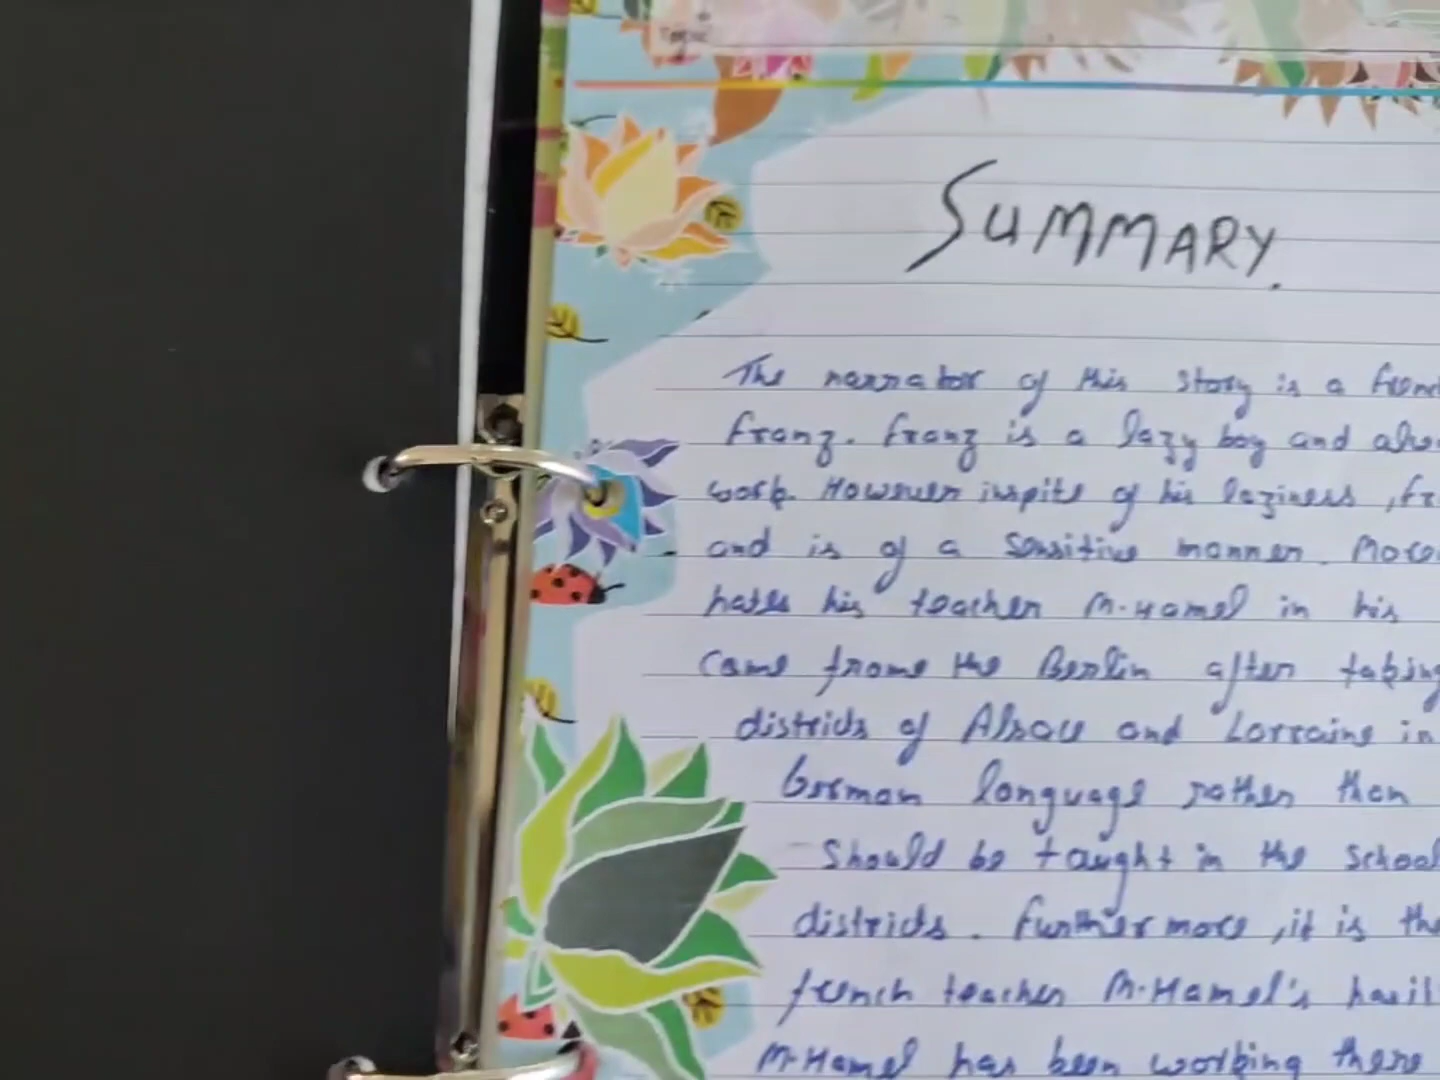 Topic
SUMMARY.
The narrator of this story is a
Franz. Franz is a lazy boy and
work. However inspite of his laziness,
and is of a sensitive manner.
hates his teacher M.Hamel in his
Came frome the Berlin after taking
districts of Alsace and Lorraine in
German language rather than
Should be taught in the School
districts. Furthermore, it is
french teacher M.Hamel's
M.Hamel has been working there